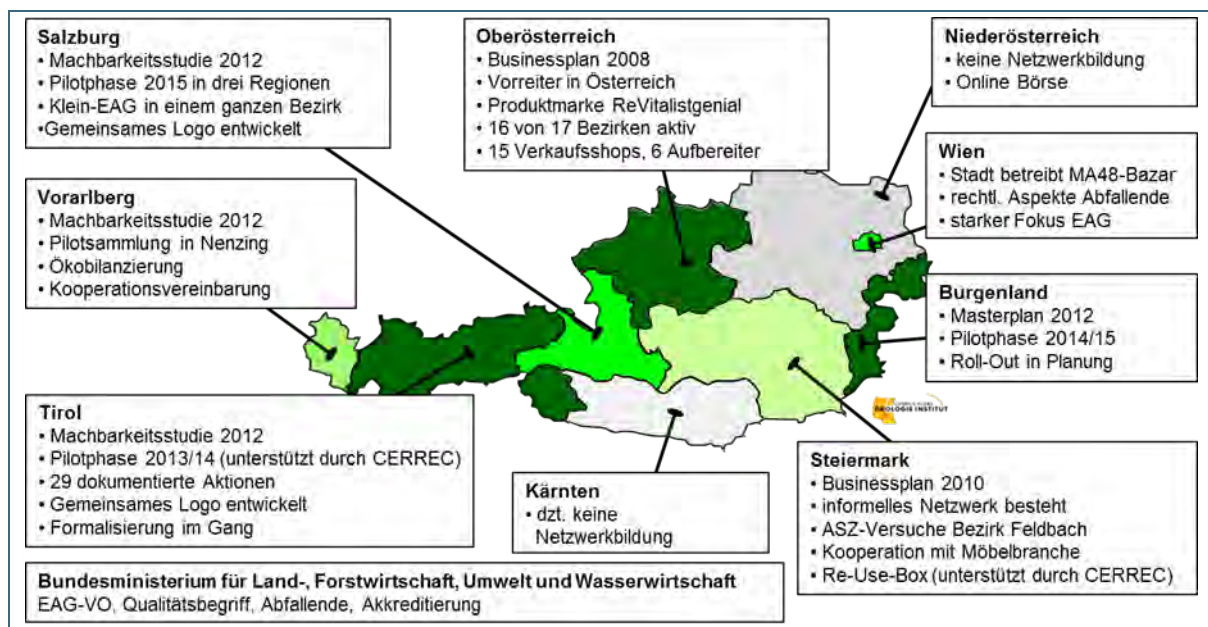 Salzburg
• Machbarkeitsstudie 2012
• Pilotphase 2015 in drei Regionen
• Klein-EAG in einem ganzen Bezirk
•Gemeinsames Logo entwickelt
Oberösterreich
• Businessplan 2008
• Vorreiter in Österreich
• Produktmarke ReVitalistgenial
• 16 von 17 Bezirken aktiv
• 15 Verkaufsshops, 6 Aufbereiter
Niederösterreich
• keine Netzwerkbildung
• Online Börse
Wien
• Stadt betreibt MA48-Bazar
• rechtl. Aspekte Abfallende
• starker Fokus EAG
Vorarlberg
• Machbarkeitsstudie 2012
• Pilotsammlung in Nenzing
• Ökobilanzierung
• Kooperationsvereinbarung
Burgenland
• Masterplan 2012
• Pilotphase 2014/15
• Roll-Out in Planung
ÖKOLOGIE INSTITUT
Tirol
• Machbarkeitsstudie 2012
• Pilotphase 2013/14 (unterstützt durch CERREC)
• 29 dokumentierte Aktionen
• Gemeinsames Logo entwickelt
• Formalisierung im Gang
Kärnten
• dzt. keine
Netzwerkbildung
Steiermark
• Businessplan 2010
• informelles Netzwerk besteht
• ASZ-Versuche Bezirk Feldbach
• Kooperation mit Möbelbranche
• Re-Use-Box (unterstützt durch CERREC)
Bundesministerium für Land-, Forstwirtschaft, Umwelt und Wasserwirtschaft
EAG-VO, Qualitätsbegriff, Abfallende, Akkreditierung